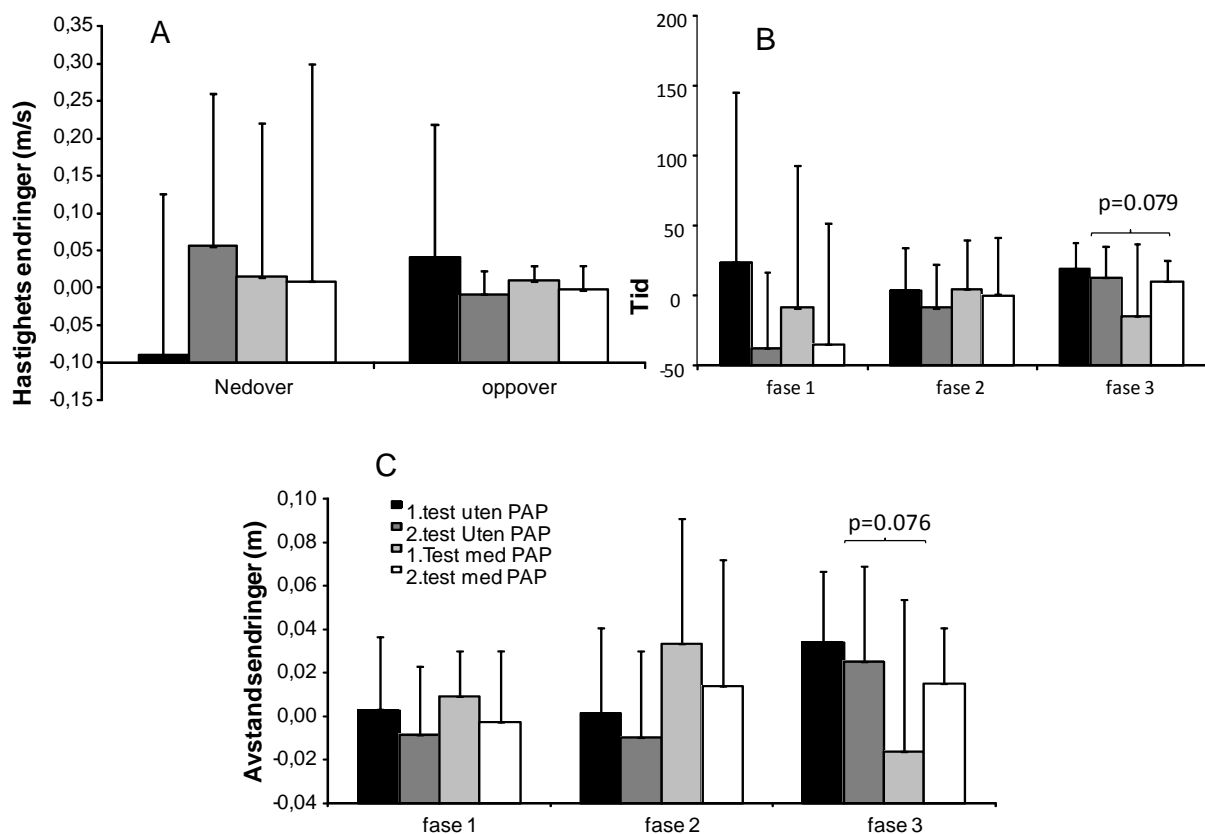 A
Hastighets endringer (m/s)
0,35
0,30
0,25
0,20
0,15
0,10
0,05
0,00
-0,05
-0,10
-0,15
Nedover
oppover
B
Tid
200
150
100
50
0
-50
p=0.079
fase 1
fase 2
fase 3
C
Avstandsendringer (m)
0,10
0,08
0,06
0,04
0,02
0,00
-0,02
-0,04
1.test uten PAP
2.test Uten PAP
1.Test med PAP
2.test med PAP
p=0.076
fase 1
fase 2
fase 3